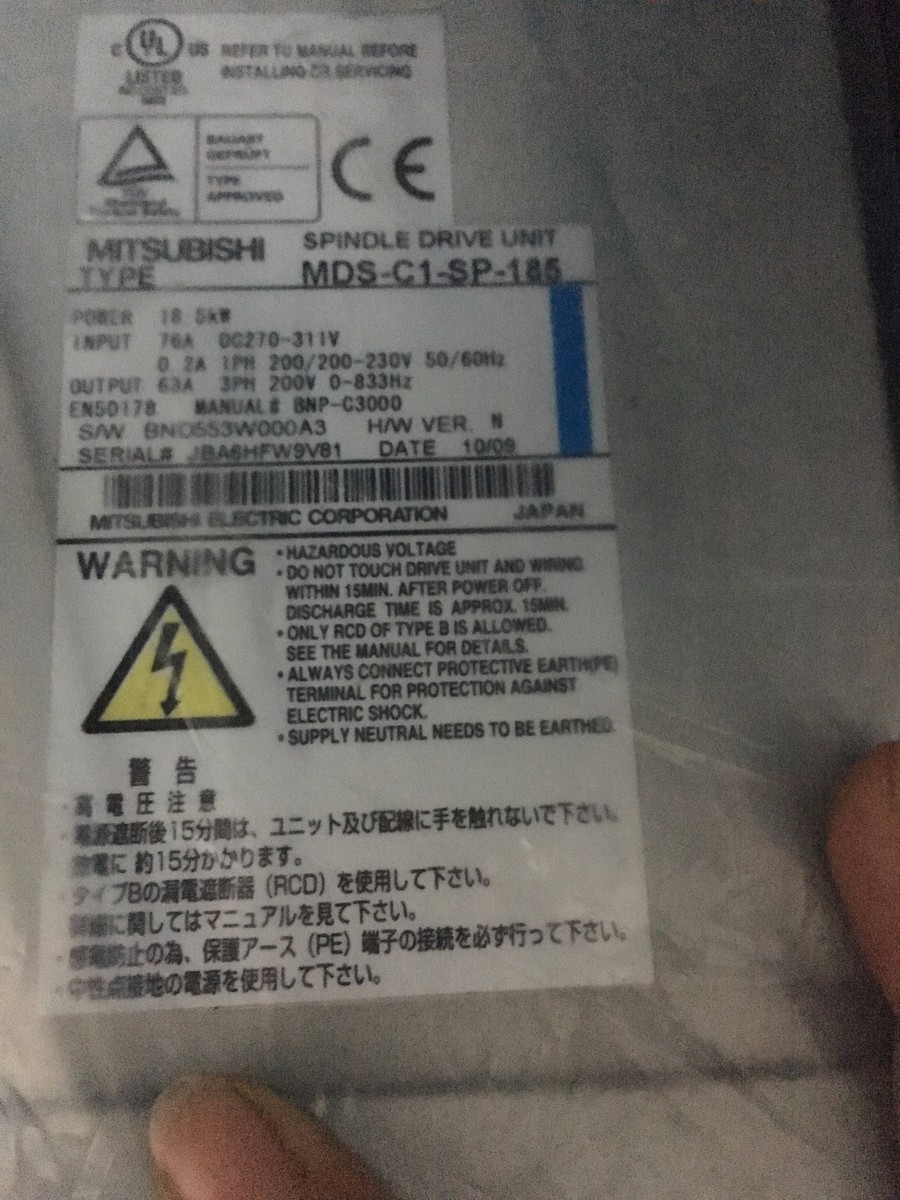 C UL US REFER TO MANUAL BEFORE
LISTED INSTALLING OR SERVICING
BAUART
GEPRÜFT
TYPE
APPROVED
CE
MITSUBISHI SPINDLE DRIVE UNIT
TYPE MDS-C1-SP-185
POWER 18.5kW
INPUT 76A DC270-311V
0.2A 1PH 200/200-230V 50/60Hz
OUTPUT 63A 3PH 200V 0-833Hz
EN50178 MANUAL# BNP-C3000
S/W BND553W000A3 H/W VER. N
SERIAL# JBA6HFW9V81 DATE 10/09
MITSUBISHI ELECTRIC CORPORATION JAPAN
WARNING
•HAZARDOUS VOLTAGE
•DO NOT TOUCH DRIVE UNIT AND WIRING
WITHIN 15MIN. AFTER POWER OFF.
DISCHARGE TIME IS APPROX. 15MIN.
•ONLY RCD OF TYPE B IS ALLOWED.
SEE THE MANUAL FOR DETAILS.
•ALWAYS CONNECT PROTECTIVE EARTH(PE)
TERMINAL FOR PROTECTION AGAINST
ELECTRIC SHOCK.
•SUPPLY NEUTRAL NEEDS TO BE EARTHED.
警告
・高電圧注意
・電源遮断後15分間は、ユニット及び配線に手を触れないで下さい。
放電に約15分かかります。
・タイプBの漏電遮断器（RCD）を使用して下さい。
詳細に関してはマニュアルを見て下さい。
・感電防止の為、保護アース（PE）端子の接続を必ず行って下さい。
・中性点接地の電源を使用して下さい。